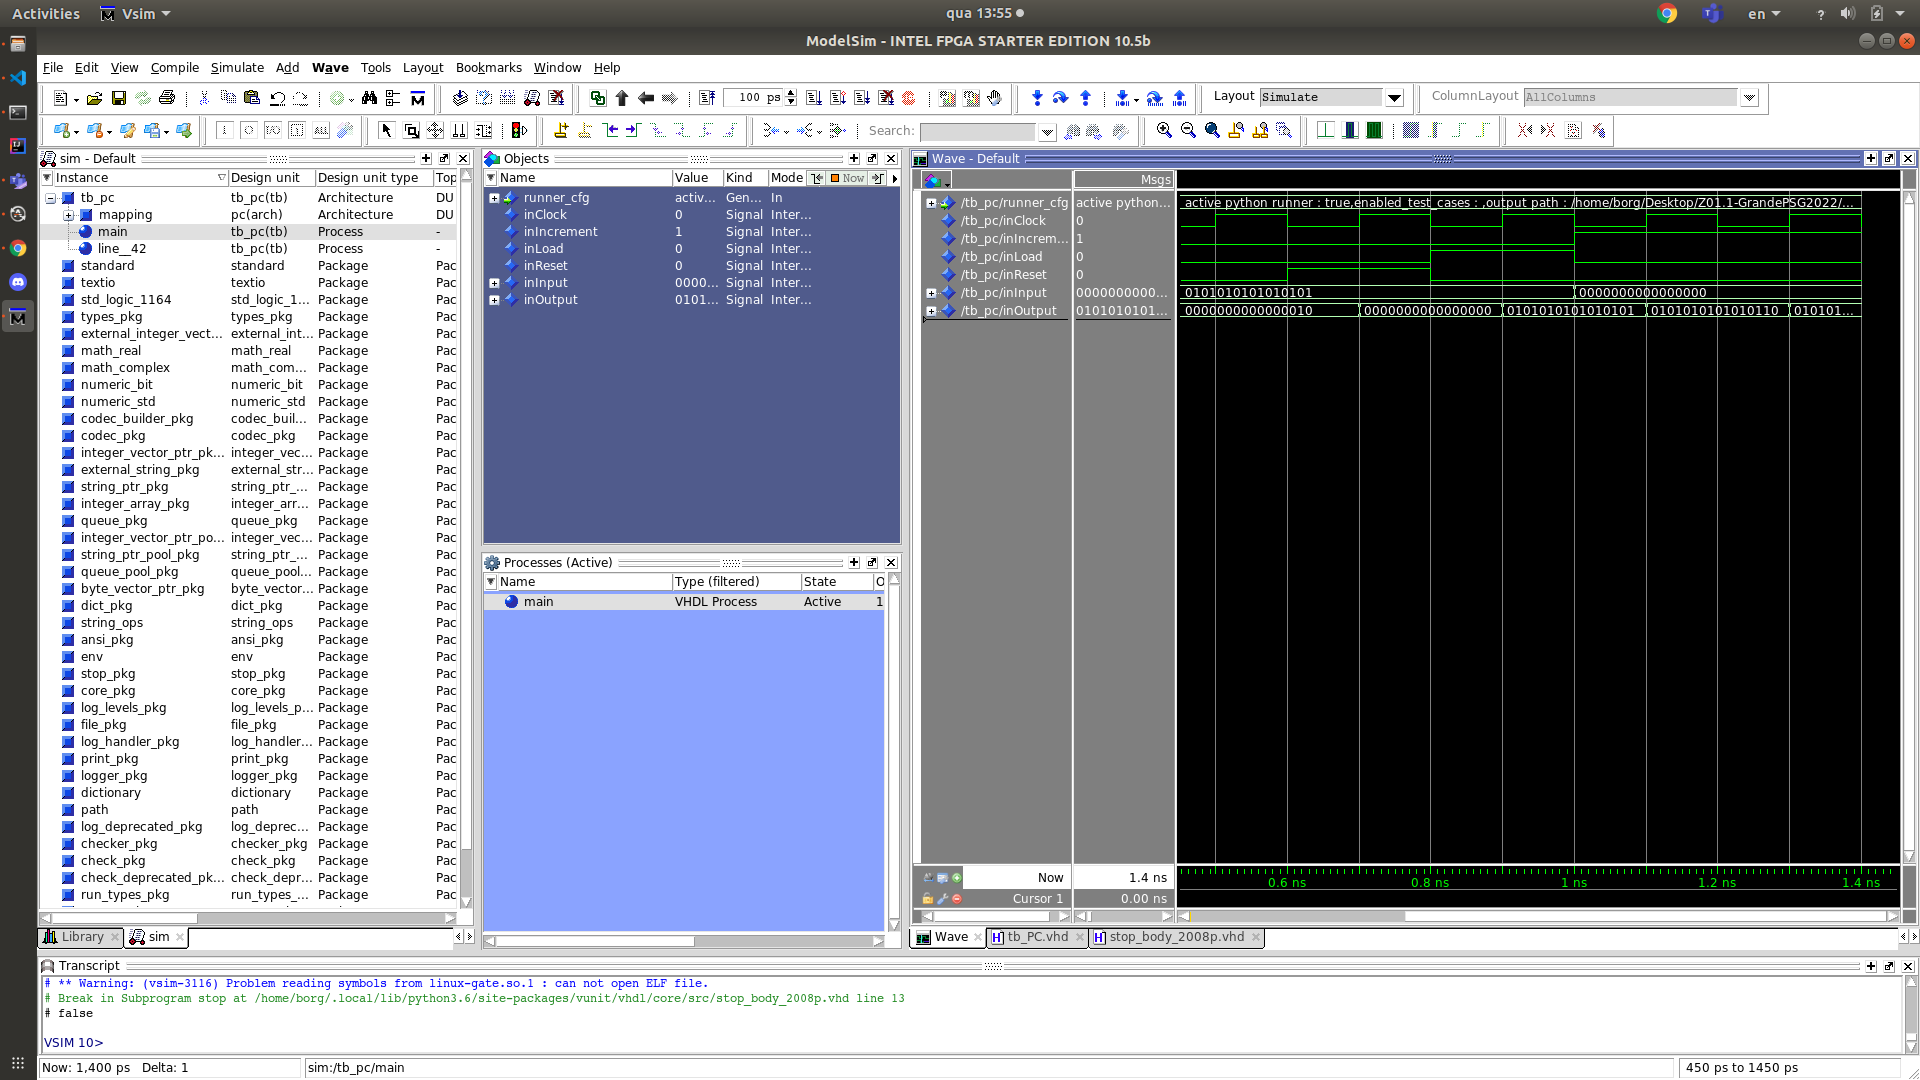 Activities
Vsim
qua 13:55
en
ModelSim - INTEL FPGA STARTER EDITION 10.5b
File Edit View Compile Simulate Add Wave Tools Layout Bookmarks Window Help
100 ps
Layout Simulate
ColumnLayout AllColumns
Search:
sim - Default
Instance Design unit Design unit type Top
tb_pc tb_pc(tb) Architecture DU
mapping pc(arch) Architecture DU
main tb_pc(tb) Process -
line__42 tb_pc(tb) Process -
standard standard Package Pac
textio textio Package Pac
std_logic_1164 std_logic_1... Package Pac
types_pkg types_pkg Package Pac
external_integer_vect... external_int... Package Pac
math_real math_real Package Pac
math_complex math_com... Package Pac
numeric_bit numeric_bit Package Pac
numeric_std numeric_std Package Pac
codec_builder_pkg codec_buil... Package Pac
codec_pkg codec_pkg Package Pac
integer_vector_ptr_pk... integer_vec... Package Pac
external_string_pkg external_str... Package Pac
string_ptr_pkg string_ptr_... Package Pac
integer_array_pkg integer_arr... Package Pac
queue_pkg queue_pkg Package Pac
integer_vector_ptr_po... integer_vec... Package Pac
string_ptr_pool_pkg string_ptr_... Package Pac
queue_pool_pkg queue_pool... Package Pac
byte_vector_ptr_pkg byte_vector... Package Pac
dict_pkg dict_pkg Package Pac
string_ops string_ops Package Pac
ansi_pkg ansi_pkg Package Pac
env env Package Pac
stop_pkg stop_pkg Package Pac
core_pkg core_pkg Package Pac
log_levels_pkg log_levels_p... Package Pac
file_pkg file_pkg Package Pac
log_handler_pkg log_handler... Package Pac
print_pkg print_pkg Package Pac
logger_pkg logger_pkg Package Pac
dictionary dictionary Package Pac
path path Package Pac
log_deprecated_pkg log_deprec... Package Pac
checker_pkg checker_pkg Package Pac
check_pkg check_pkg Package Pac
check_deprecated_pk... check_depr... Package Pac
run_types_pkg run_types_... Package Pac
Library sim
Objects
Name Value Kind Mode Now
runner_cfg activ... Gen... In
inClock 0 Signal Inter...
inIncrement 1 Signal Inter...
inLoad 0 Signal Inter...
inReset 0 Signal Inter...
inInput 0000... Signal Inter...
inOutput 0101... Signal Inter...
Processes (Active)
Name Type (filtered) State O
main VHDL Process Active 1
Wave - Default
Msgs
/tb_pc/runner_cfg active python... active python runner : true,enabled_test_cases : ,output path : /home/borg/Desktop/Z01.1-GrandePSG2022/...
/tb_pc/inClock 0
/tb_pc/inIncrem... 1
/tb_pc/inLoad 0
/tb_pc/inReset 0
/tb_pc/inInput 0000000000... 0101010101010101 0000000000000000
/tb_pc/inOutput 0101010101... 0000000000000010 0000000000000000 0101010101010101 0101010101010110 010101...
Now 1.4 ns 0.6 ns 0.8 ns 1 ns 1.2 ns 1.4 ns
Cursor 1 0.00 ns
Wave tb_PC.vhd stop_body_2008p.vhd
Transcript
# ** Warning: (vsim-3116) Problem reading symbols from linux-gate.so.1 : can not open ELF file.
# Break in Subprogram stop at /home/borg/.local/lib/python3.6/site-packages/vunit/vhdl/core/src/stop_body_2008p.vhd line 13
# false
VSIM 10>
Now: 1,400 ps Delta: 1 sim:/tb_pc/main 450 ps to 1450 ps